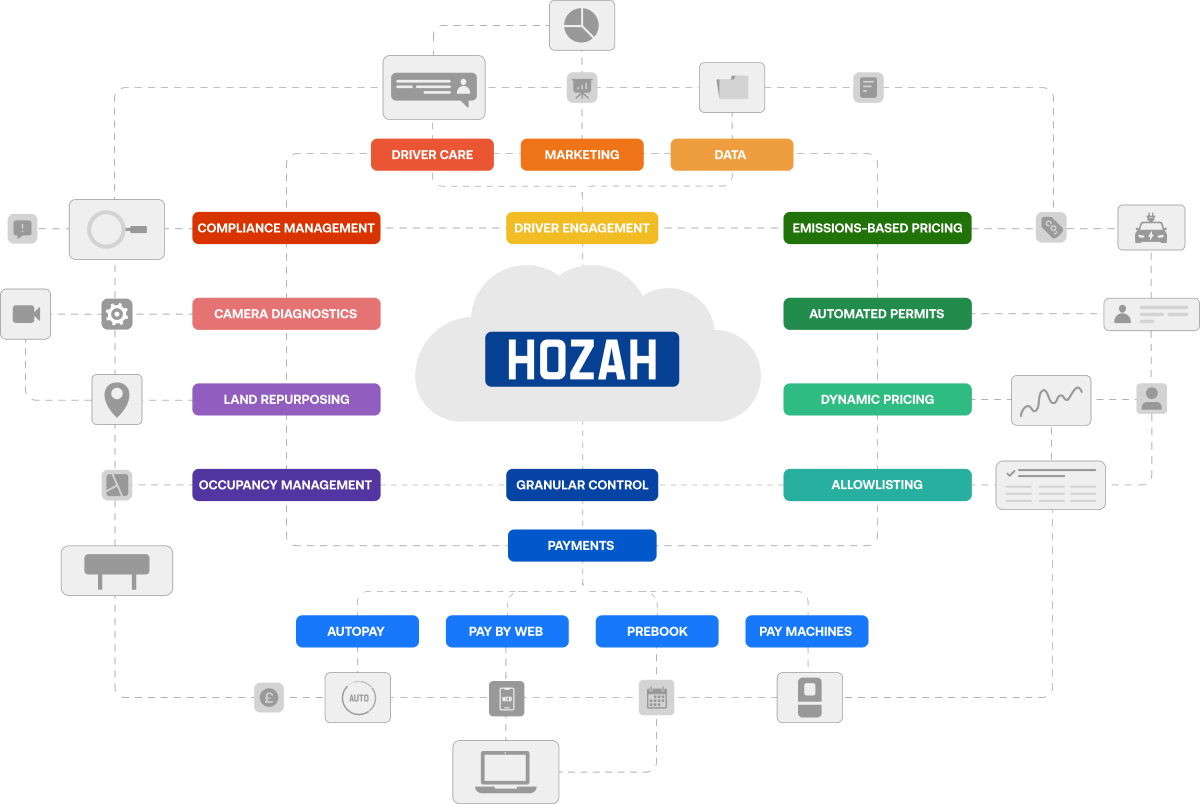 DRIVER CARE
MARKETING
DATA
COMPLIANCE MANAGEMENT
DRIVER ENGAGEMENT
EMISSIONS-BASED PRICING
CO2
!
CAMERA DIAGNOSTICS
AUTOMATED PERMITS
HOZAH
LAND REPURPOSING
DYNAMIC PRICING
OCCUPANCY MANAGEMENT
GRANULAR CONTROL
ALLOWLISTING
PAYMENTS
AUTOPAY
PAY BY WEB
PREBOOK
PAY MACHINES
£
AUTO
WEB